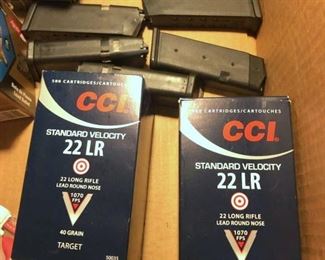 500 CARTRIDGES/CARTOUCHES
CCI
STANDARD VELOCITY
22 LR
22 LONG RIFLE
LEAD ROUND NOSE
1070
FPS
40 GRAIN
TARGET
CARTRIDGES/CARTOUCHES
CCI
STANDARD VELOCITY
22 LR
22 LONG RIFLE
LEAD ROUND NOSE
1070
FPS